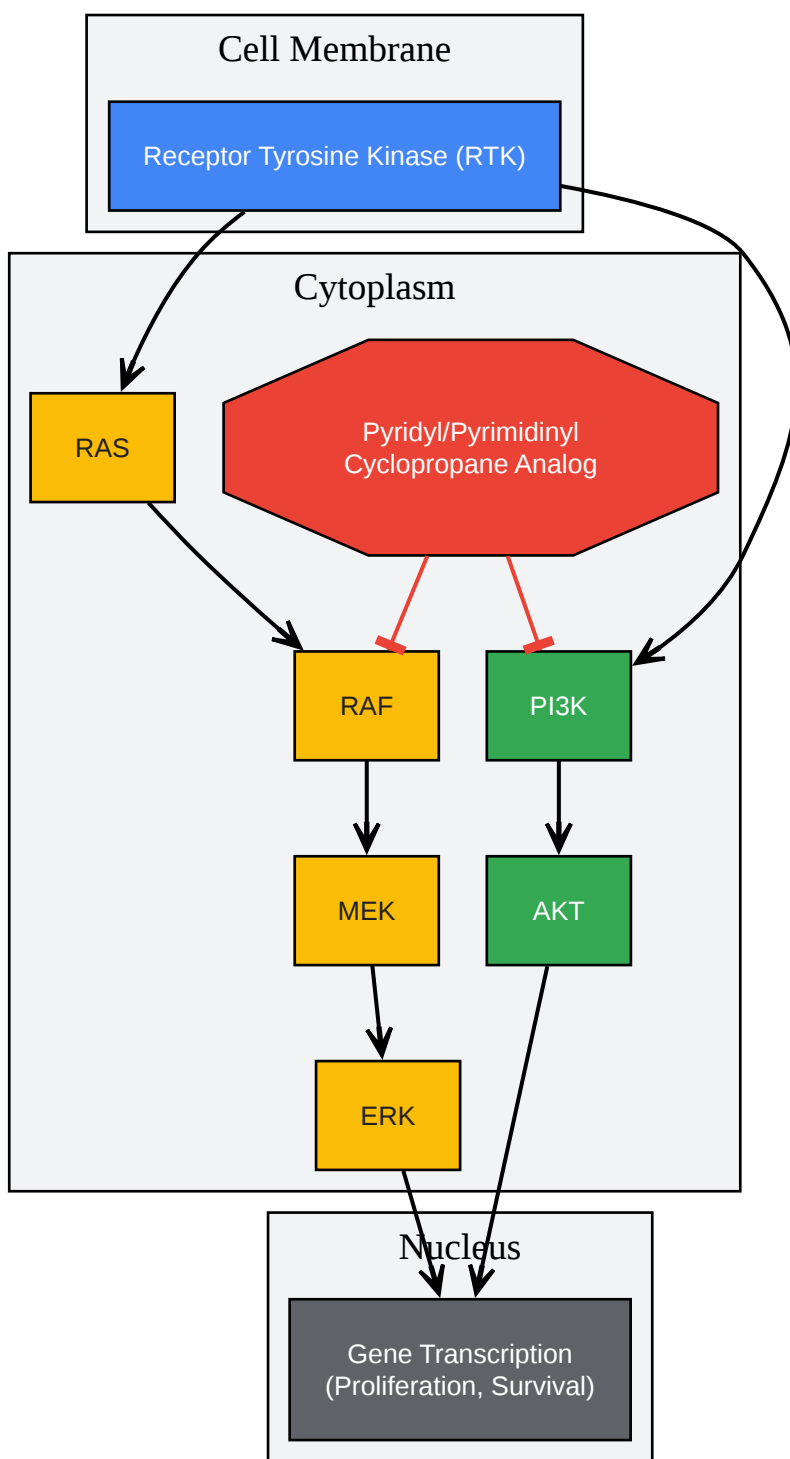 Cell Membrane
Receptor Tyrosine Kinase (RTK)
Cytoplasm
RAS
Pyridyl/Pyrimidinyl
Cyclopropane Analog
RAF
PI3K
MEK
AKT
ERK
Nucleus
Gene Transcription
(Proliferation, Survival)